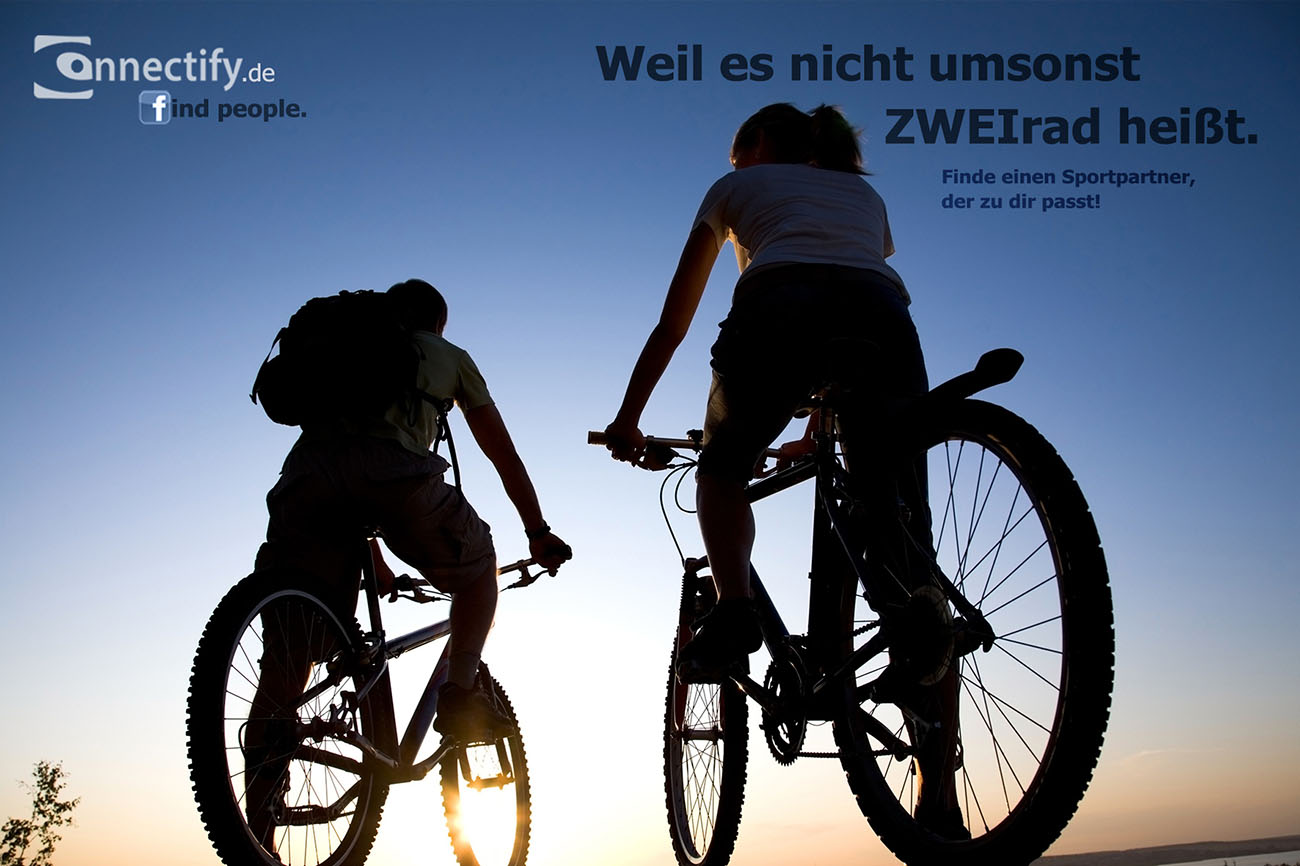 Connectify.de
find people.
Weil es nicht umsonst
ZWEIrad heißt.
Finde einen Sportpartner,
der zu dir passt!